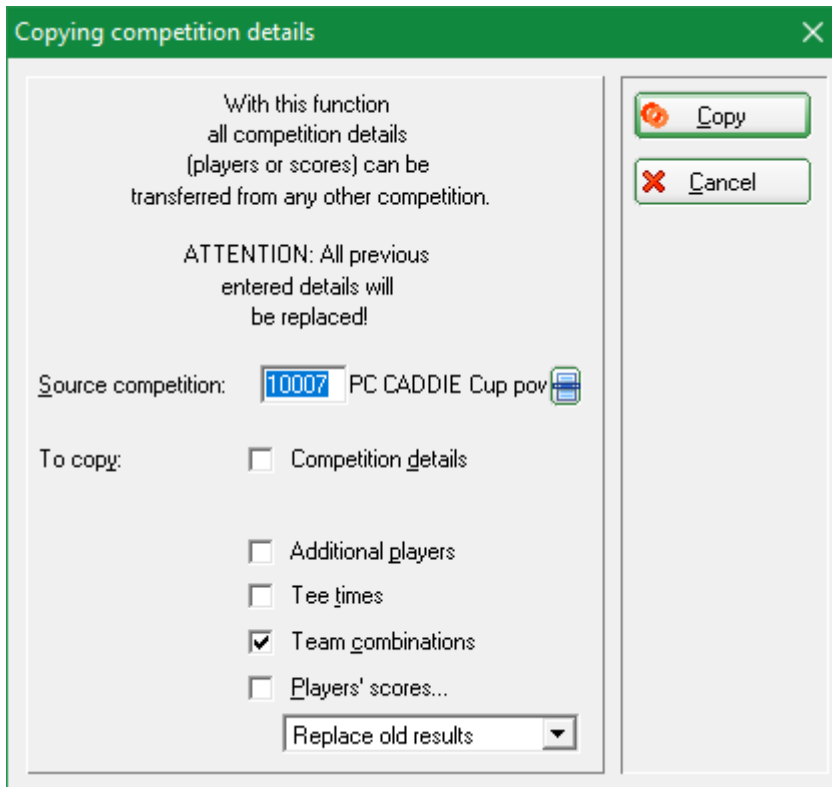 Copying competition details
With this function
all competition details
(players or scores) can be
transferred from any other competition.
ATTENTION: All previous
entered details will
be replaced!
Source competition: 10007 PC CADDIE Cup pov
To copy: Competition details
Additional players
Tee times
Team combinations
Players' scores...
Replace old results
Copy
Cancel